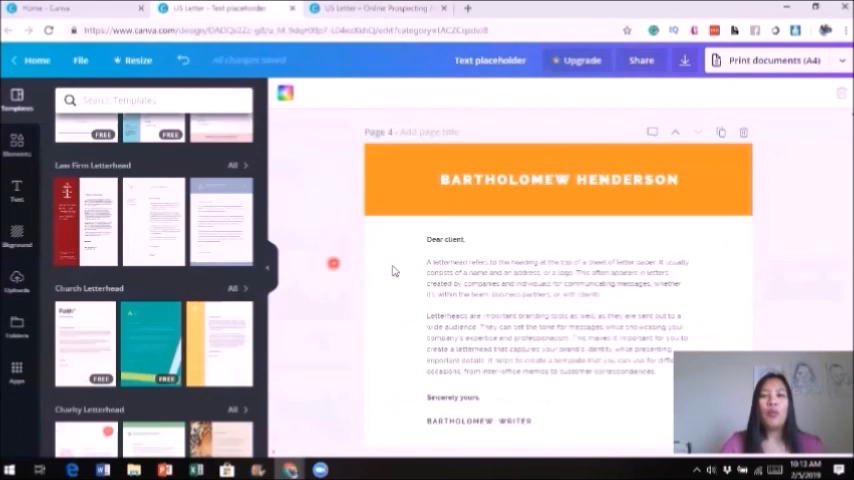 Home - Canva
US Letter - Text placeholder
US Letter - Online Prospecting
Home
File
Resize
All changes saved
Text placeholder
Upgrade
Share
Print documents (A4)
Templates
Search Templates
FREE
FREE
Page 4 - Add page title
Law Firm Letterhead
All
BARTHOLOMEW HENDERSON
Elements
Text
Bkground
Uploads
Folders
Apps
Dear client,
A letterhead refers to the heading at the top of a sheet of letter paper. It usually
consists of a name and an address, or a logo. This often appears in letters
created by companies and individuals for communicating messages, whether
it's within the team, business partners, or with clients.
Church Letterhead
All
Faith
FREE
FREE
Letterheads are important branding tools as well, as they are sent out to a
wide audience. They can set the tone for messages while showcasing your
company's expertise and professionalism. This makes it important for you to
create a letterhead that captures your brand's identity while presenting
important details. It helps to create a template that you can use for
occasions, from inter-office memos to customer correspondences.
Sincerely yours,
BARTHOLOMEW WRITER
Charity Letterhead
All
10:13 AM
2/5/2019